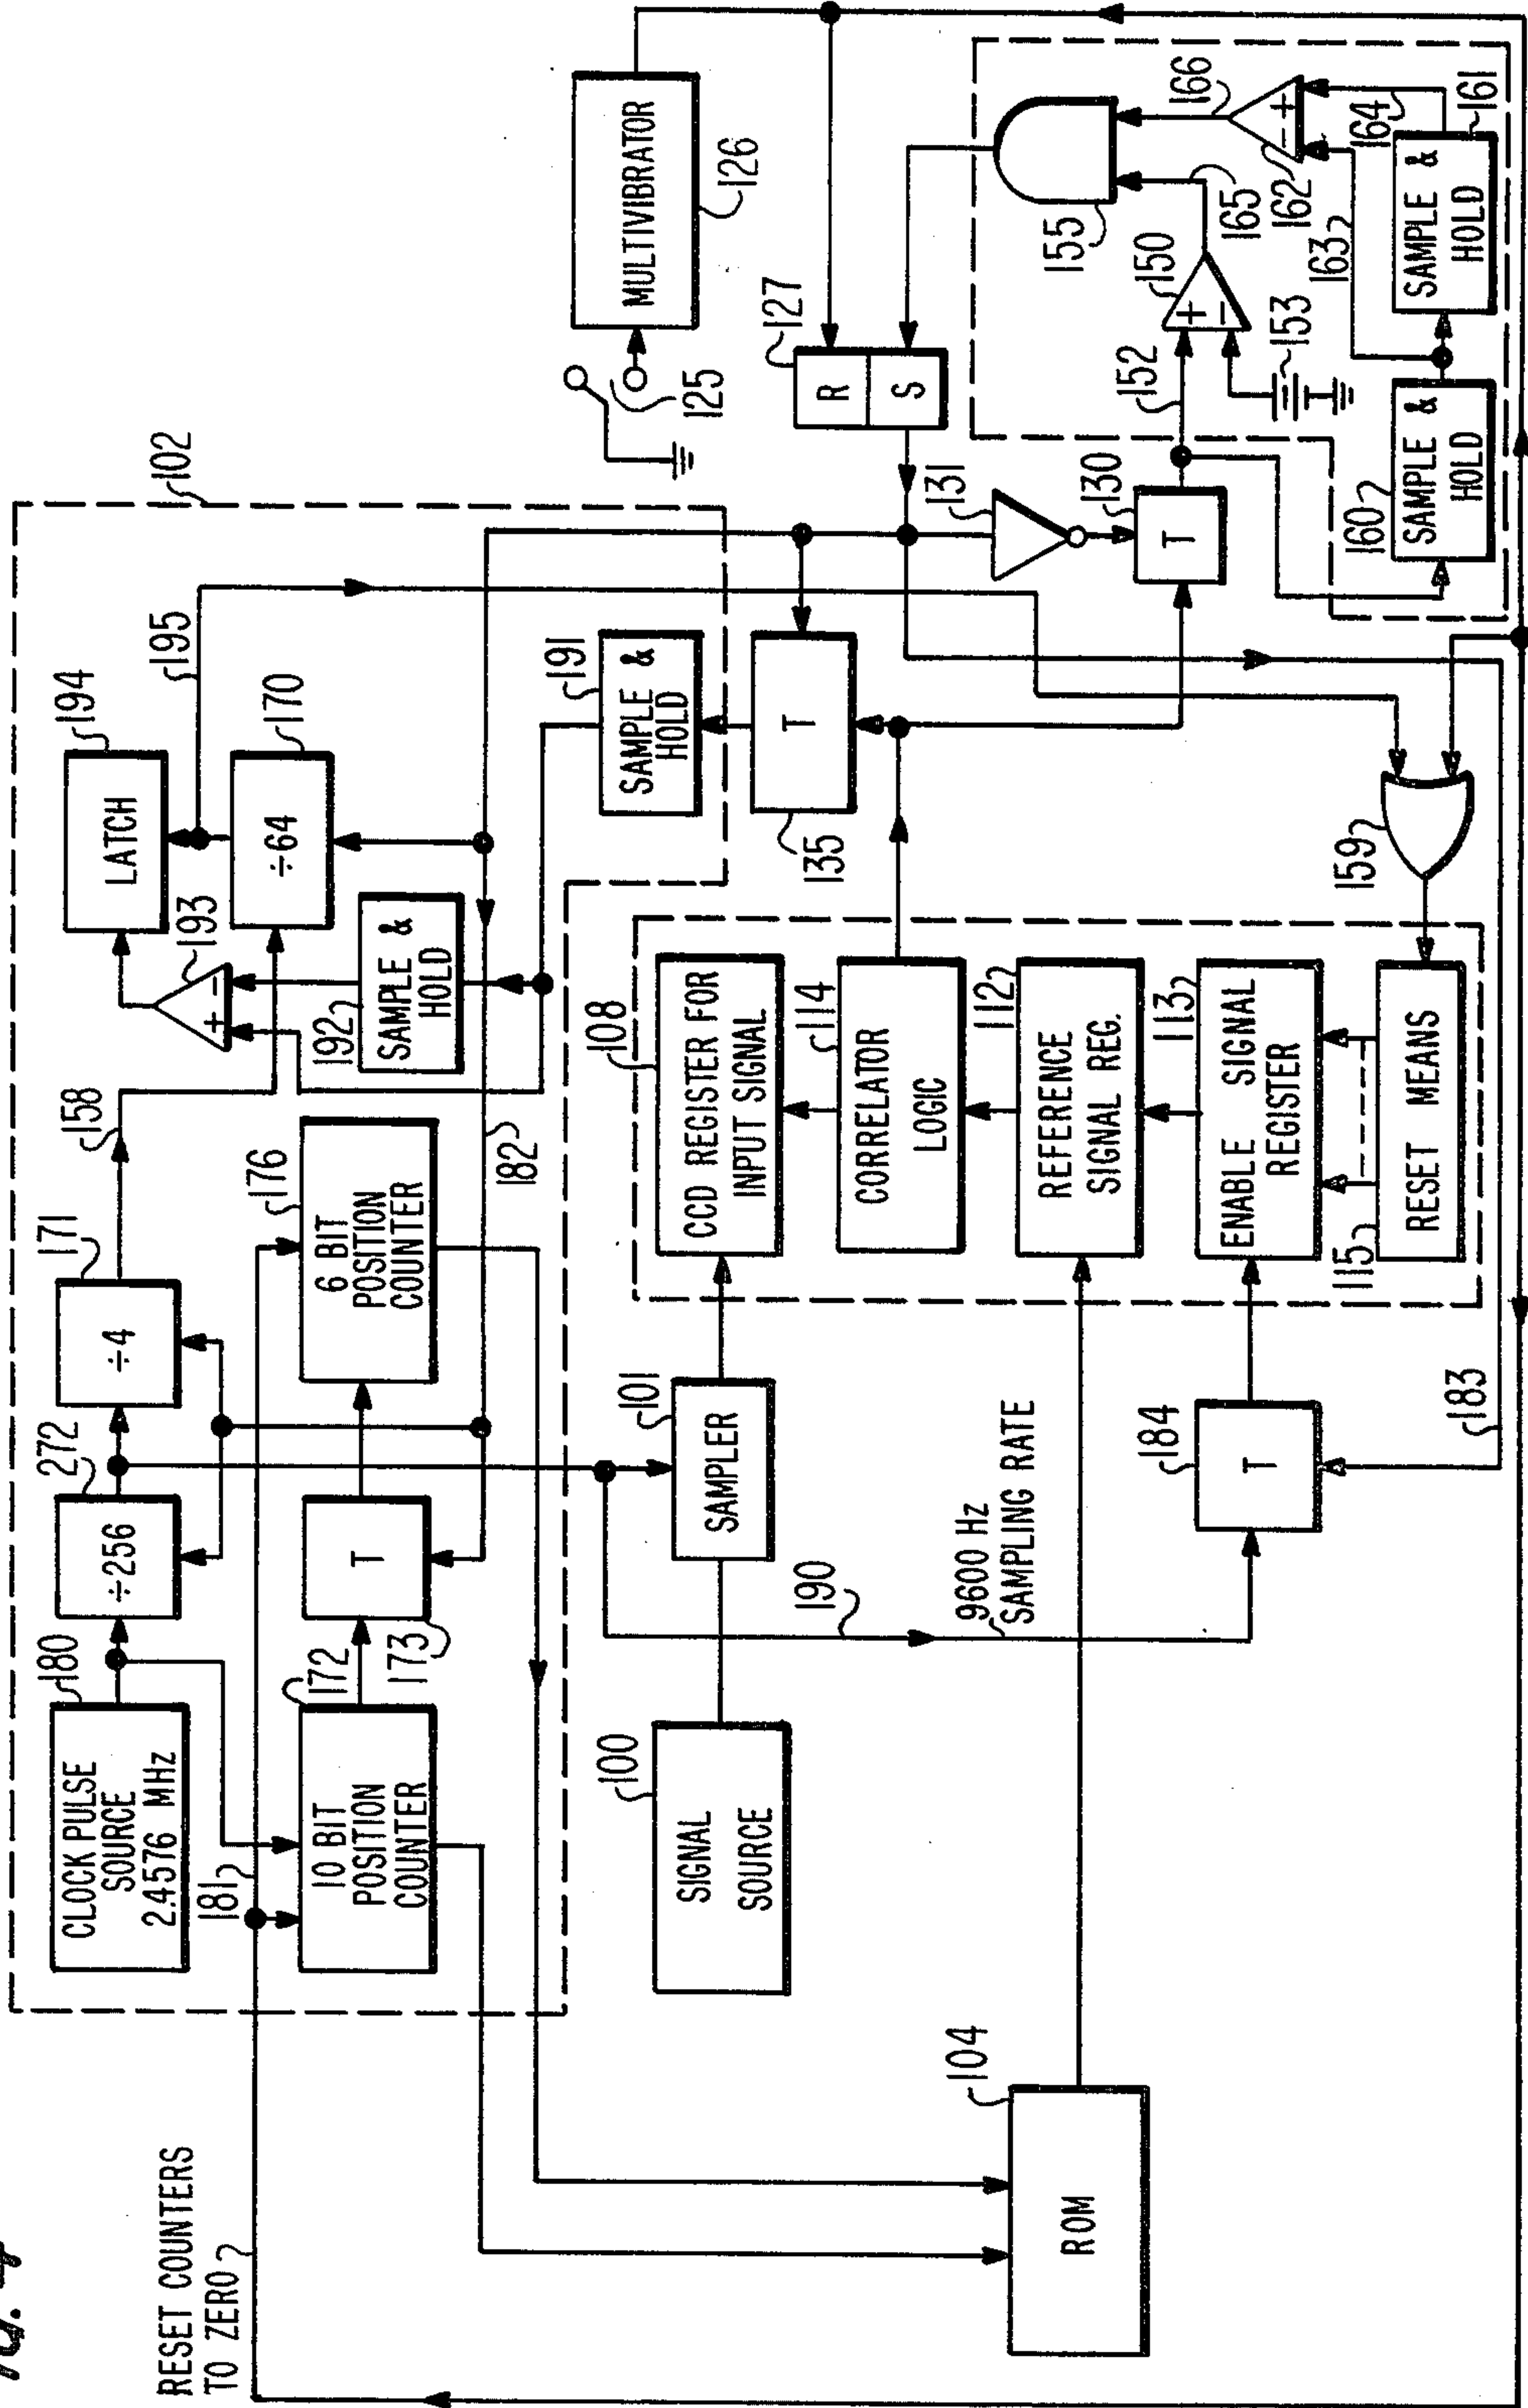 RESET COUNTERS
TO ZERO
102
CLOCK PULSE
SOURCE
2.4576 MHz
180
÷256
272
÷4
171
158
193
+
−
LATCH
194
195
÷64
170
181
10 BIT
POSITION
COUNTER
172
T
173
6 BIT
POSITION
COUNTER
176
182
SAMPLE &
HOLD
192
SAMPLE &
HOLD
191
SIGNAL
SOURCE
100
SAMPLER
101
190
9600 Hz
SAMPLING RATE
ROM
104
T
184
183
CCD REGISTER FOR
INPUT SIGNAL
108
CORRELATOR
LOGIC
114
REFERENCE
SIGNAL REG.
112
ENABLE SIGNAL
REGISTER
113
RESET MEANS
115
159
T
135
131
T
130
R
S
127
125
MULTIVIBRATOR
126
152
153
+
−
150
155
165
166
−
+
162
163
164
SAMPLE &
HOLD
160
SAMPLE &
HOLD
161